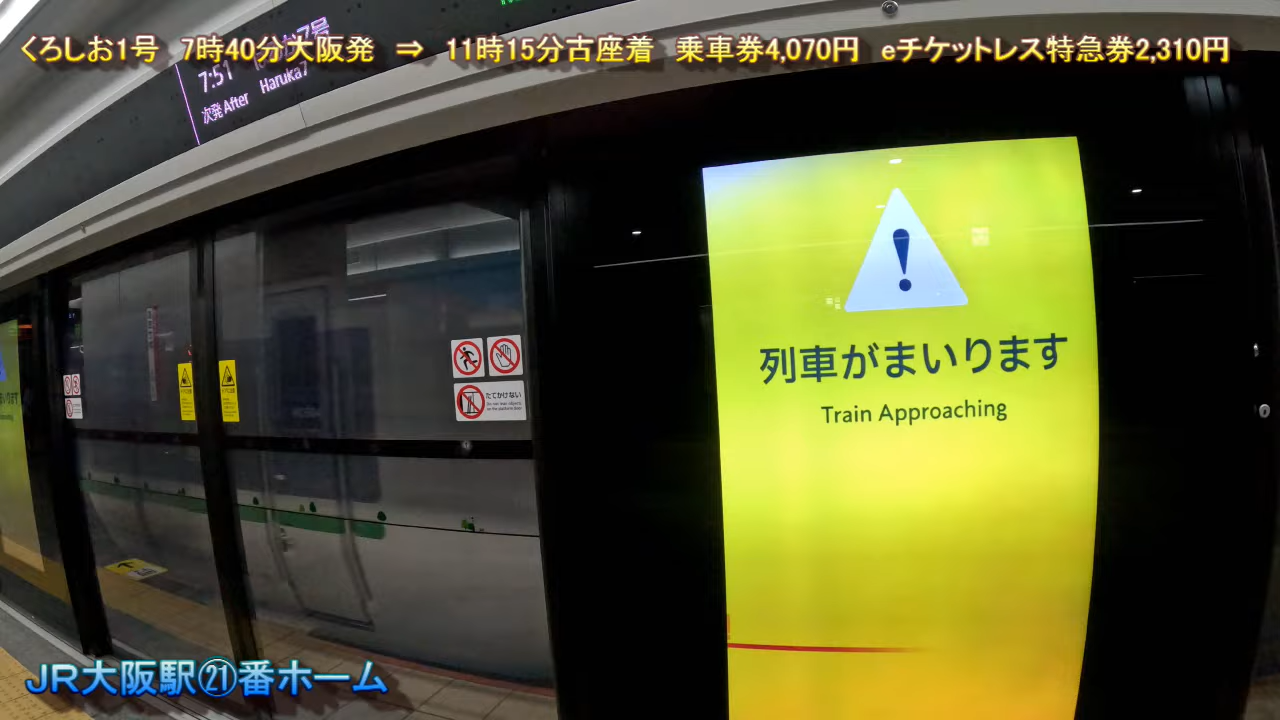 くろしお1号 7時40分大阪発 ⇒ 11時15分古座着 乗車券4,070円 eチケットレス特急券2,310円
7:51
次発 After Haruka7
列車がまいります
Train Approaching
たてかけない
JR大阪駅㉑番ホーム